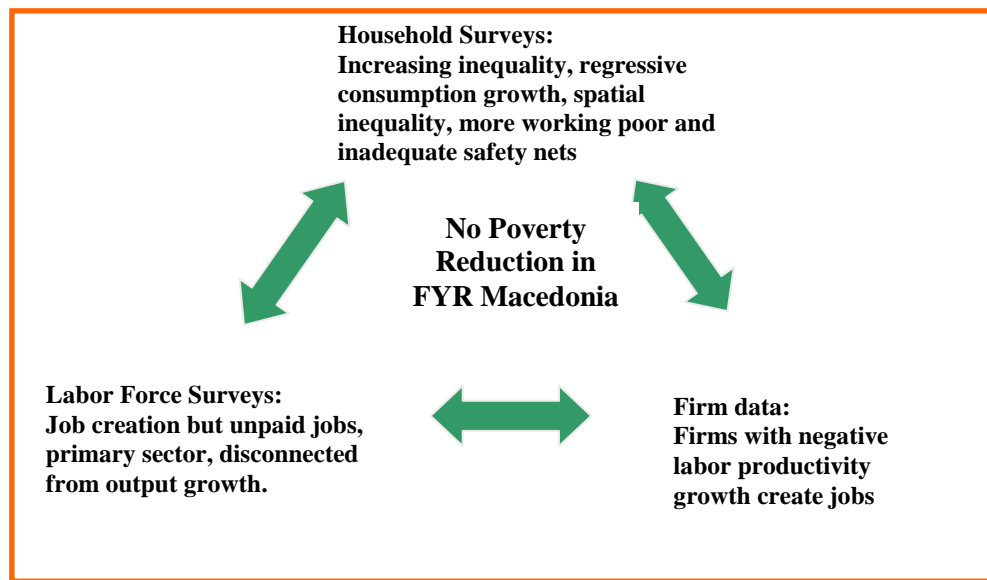 Household Surveys:
Increasing inequality, regressive
consumption growth, spatial
inequality, more working poor and
inadequate safety nets
No Poverty
Reduction in
FYR Macedonia
Labor Force Surveys:
Job creation but unpaid jobs,
primary sector, disconnected
from output growth.
Firm data:
Firms with negative
labor productivity
growth create jobs